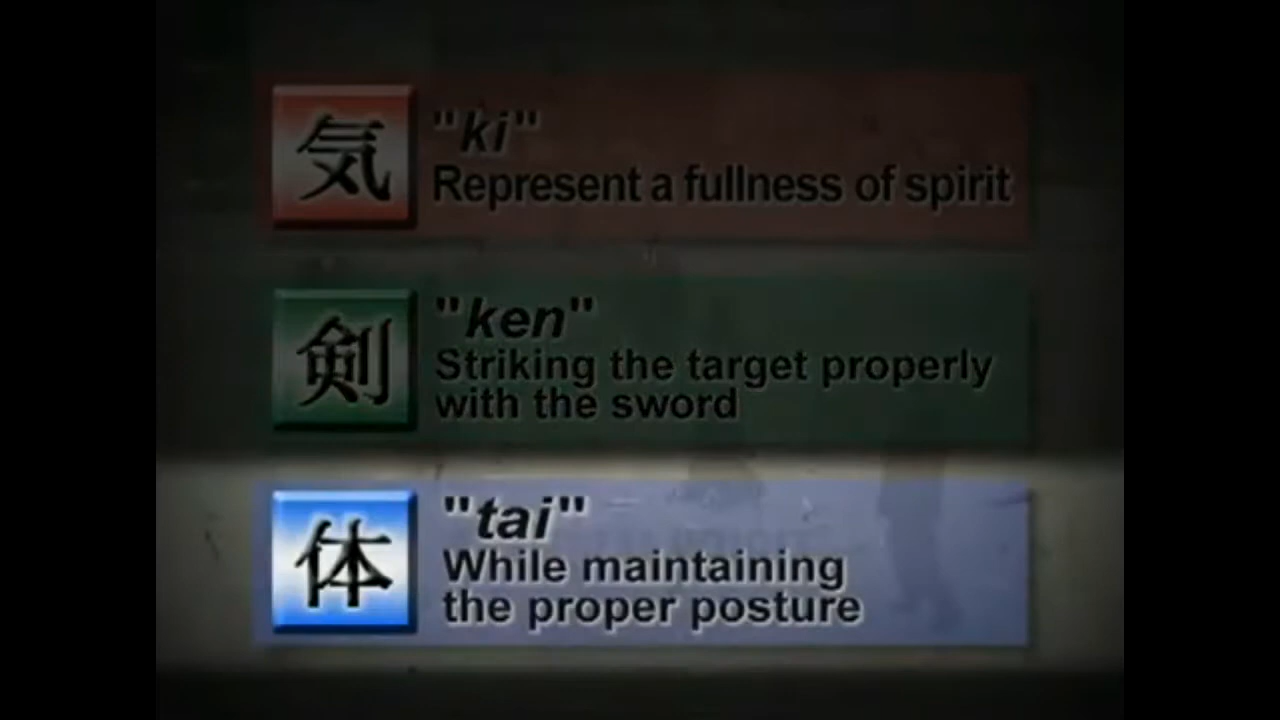 気
"ki"
Represent a fullness of spirit
剣
"ken"
Striking the target properly
with the sword
体
"tai"
While maintaining
the proper posture